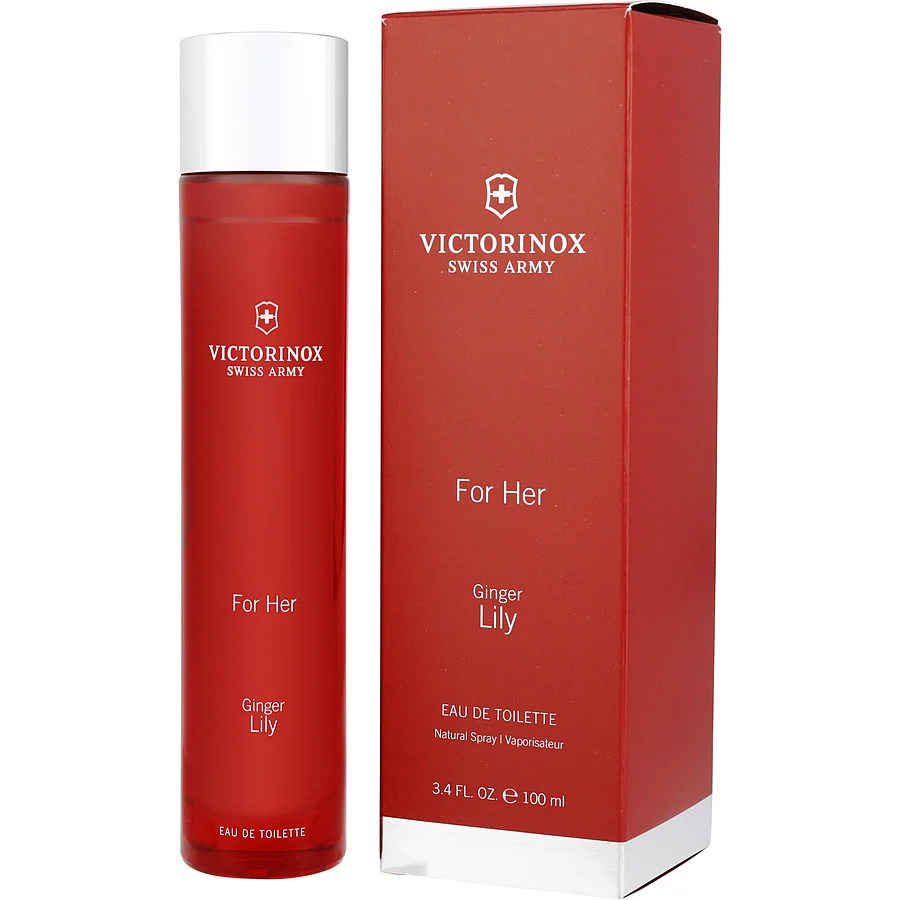 VICTORINOX
SWISS ARMY
For Her
Ginger
Lily
EAU DE TOILETTE
VICTORINOX
SWISS ARMY
For Her
Ginger
Lily
EAU DE TOILETTE
Natural Spray | Vaporisateur
3.4 FL. OZ. ℮ 100 ml